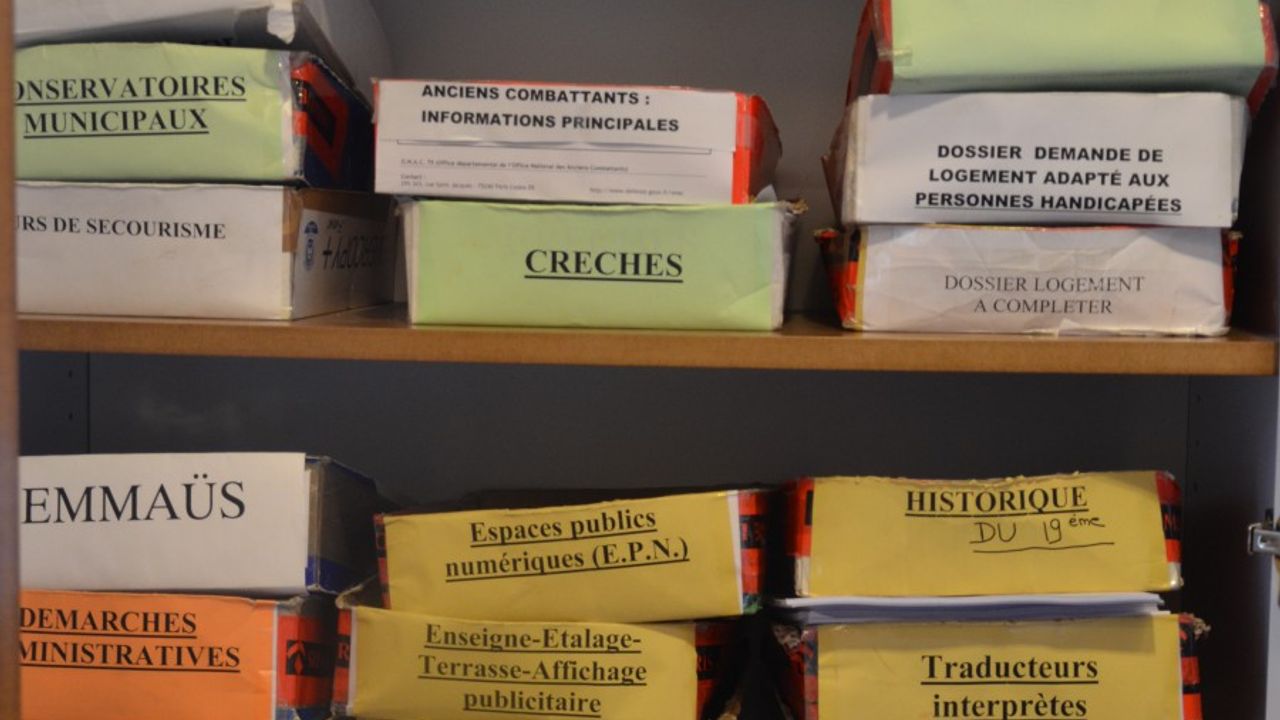 ONSERVATOIRES
MUNICIPAUX
URS DE SECOURISME
ANCIENS COMBATTANTS :
INFORMATIONS PRINCIPALES
CRECHES
DOSSIER DEMANDE DE
LOGEMENT ADAPTÉ AUX
PERSONNES HANDICAPÉES
DOSSIER LOGEMENT
A COMPLETER
EMMAÜS
DEMARCHES
MINISTRATIVES
Espaces publics
numériques (E.P.N.)
Enseigne-Etalage-
Terrasse-Affichage
publicitaire
HISTORIQUE
DU 19ème
Traducteurs
interprètes